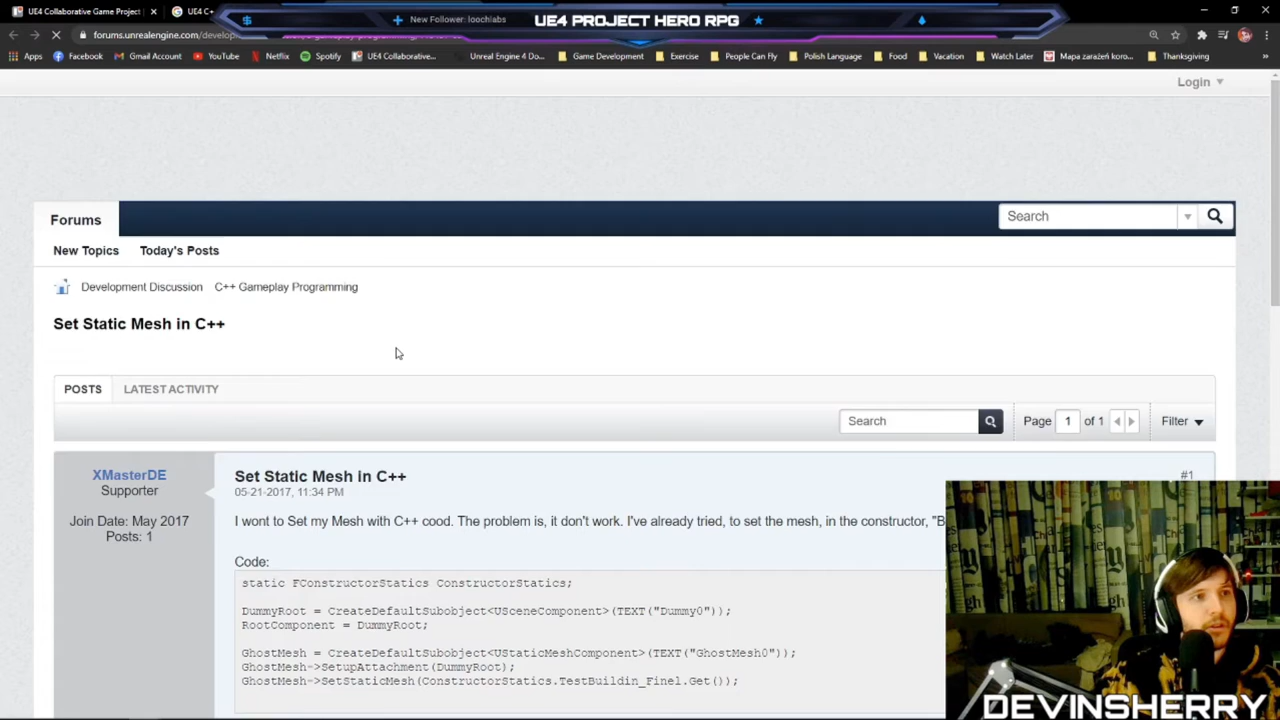 UE4 Collaborative Game Project
UE4 C+
New Follower: loochlabs
UE4 PROJECT HERO RPG
forums.unrealengine.com/develop
Apps
Facebook
Gmail Account
YouTube
Netflix
Spotify
UE4 Collaborative...
Unreal Engine 4 Do...
Game Development
Exercise
People Can Fly
Polish Language
Food
Vacation
Watch Later
Mapa zarażeń koro...
Thanksgiving
Login
Forums
Search
New Topics
Today's Posts
Development Discussion
C++ Gameplay Programming
Set Static Mesh in C++
POSTS
LATEST ACTIVITY
Search
Page 1 of 1
Filter
XMasterDE
Supporter
Join Date: May 2017
Posts: 1
Set Static Mesh in C++
#1
05-21-2017, 11:34 PM
I wont to Set my Mesh with C++ cood. The problem is, it don't work. I've already tried, to set the mesh, in the constructor, "B
Code:
static FConstructorStatics ConstructorStatics;
DummyRoot = CreateDefaultSubobject<USceneComponent>(TEXT("Dummy0"));
RootComponent = DummyRoot;
GhostMesh = CreateDefaultSubobject<UStaticMeshComponent>(TEXT("GhostMesh0"));
GhostMesh->SetupAttachment(DummyRoot);
GhostMesh->SetStaticMesh(ConstructorStatics.TestBuildin_Finel.Get());
DEVINSHERRY